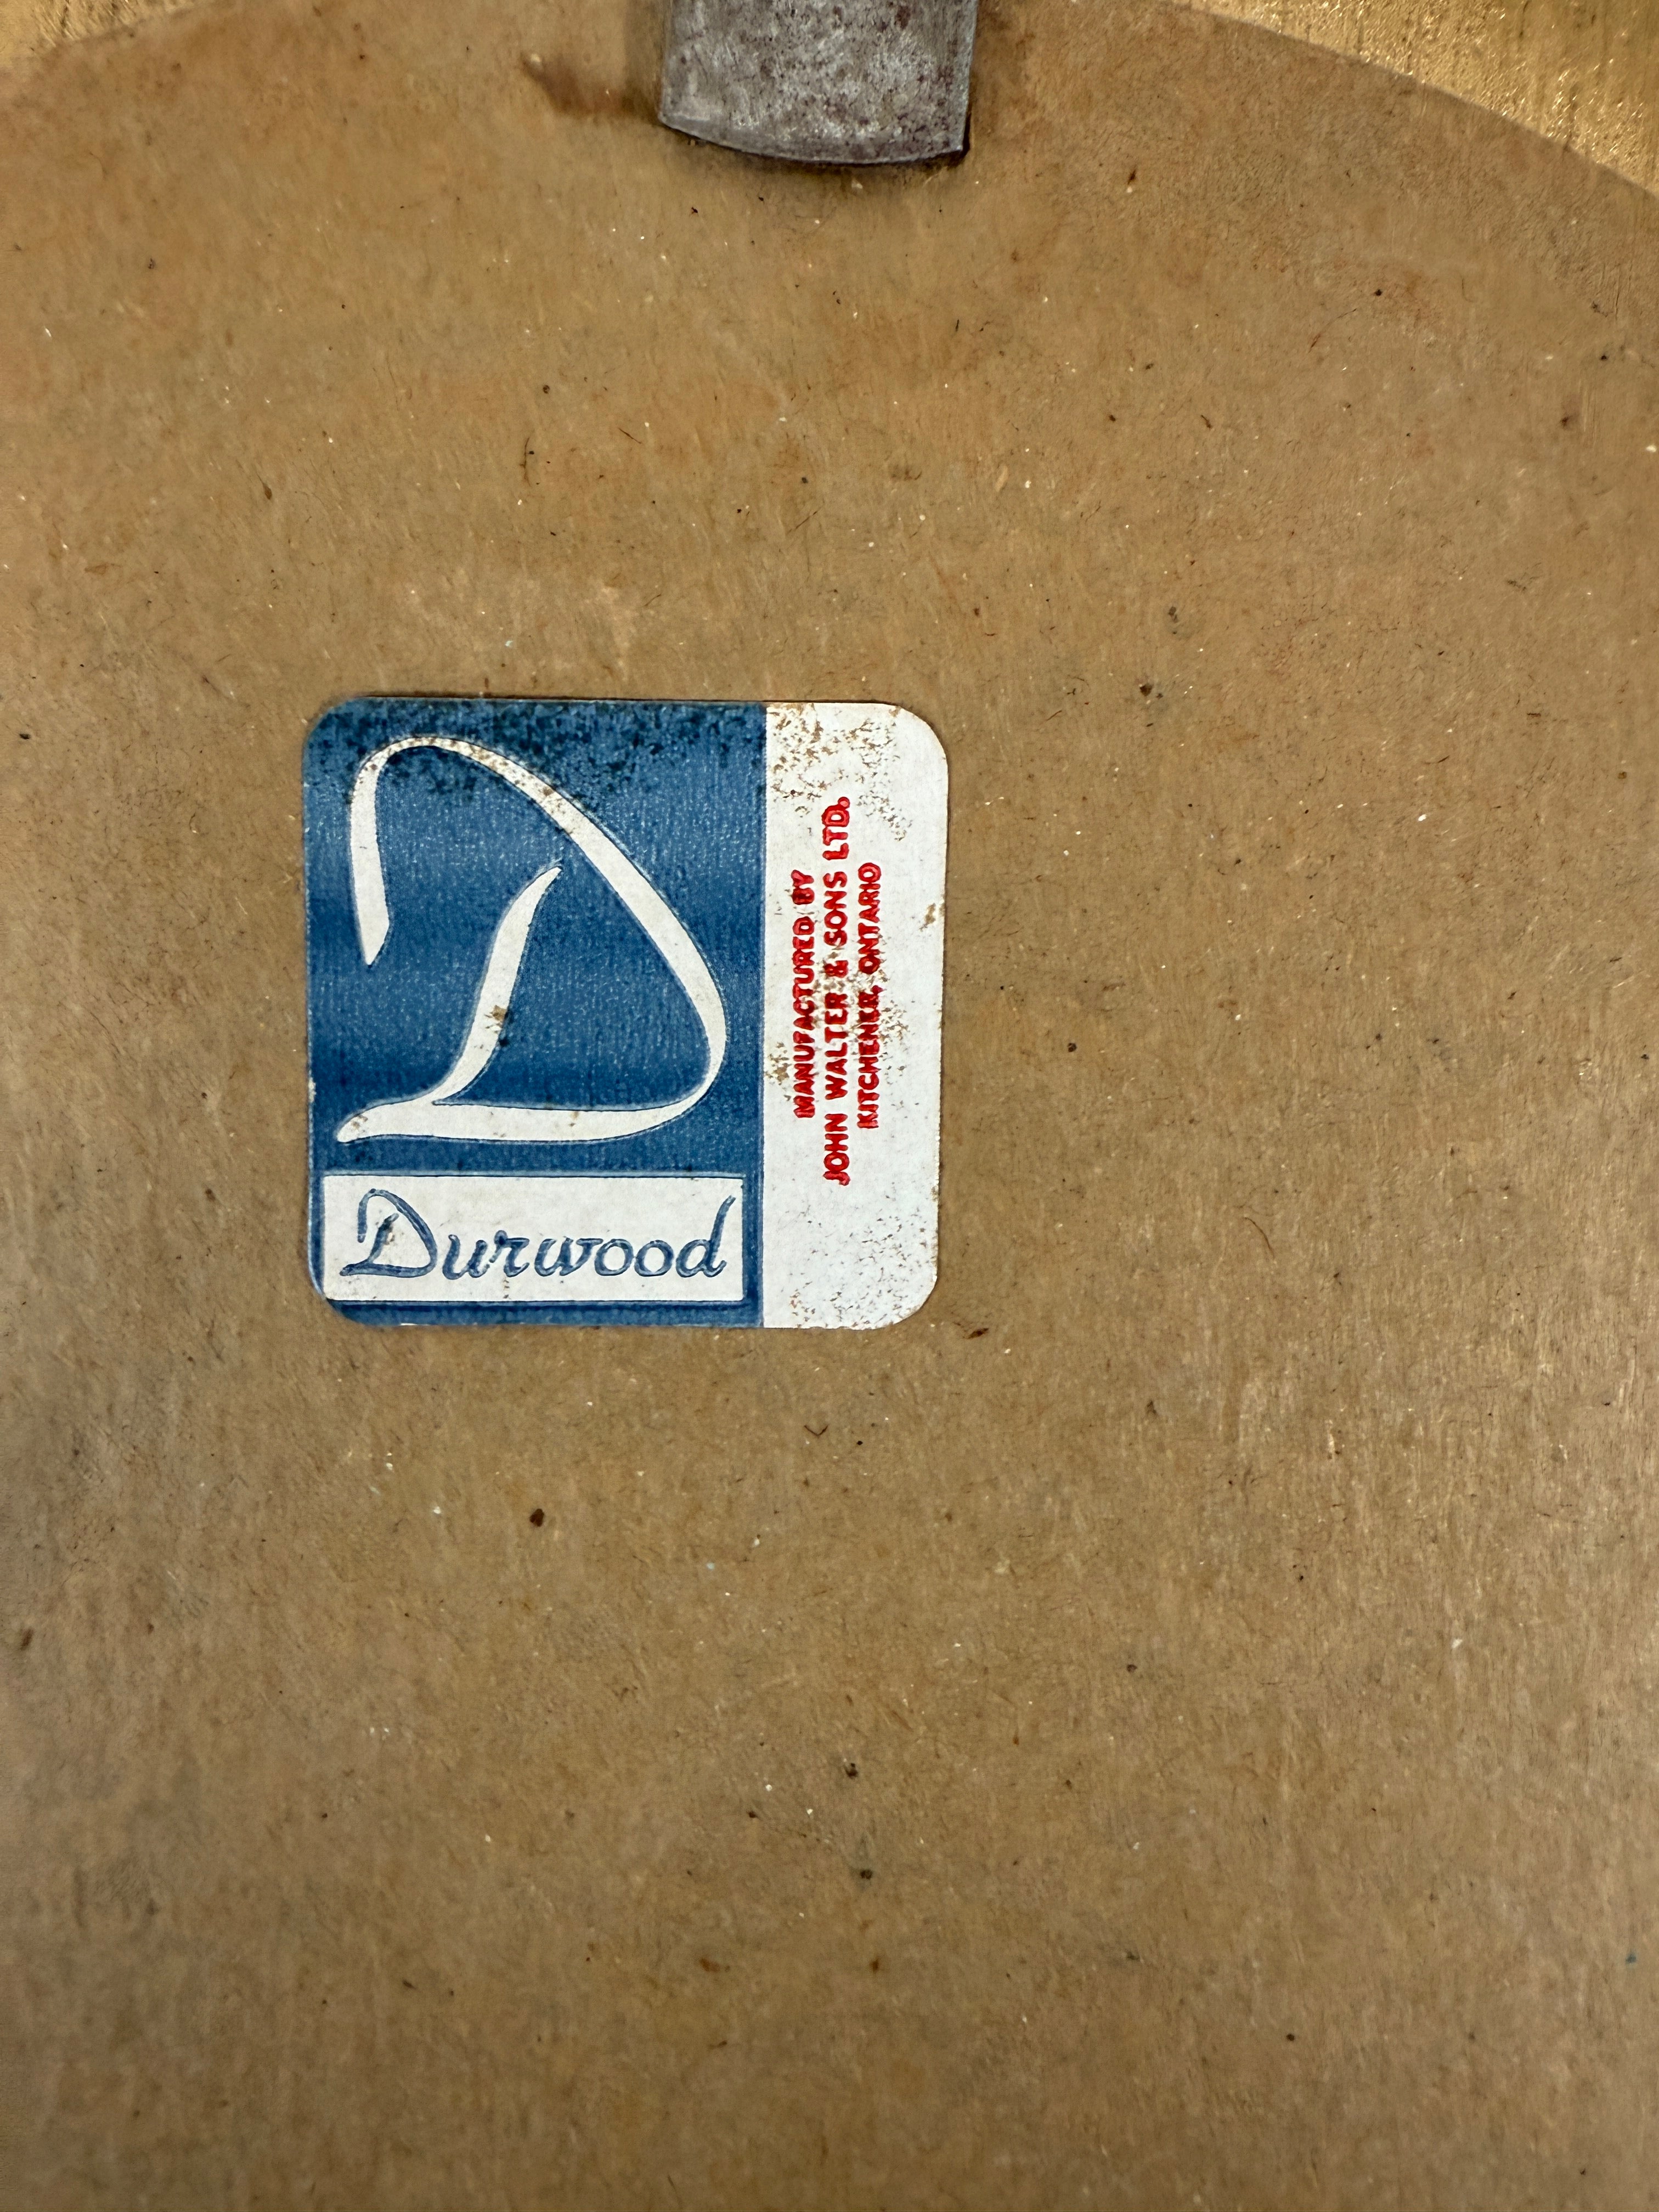 D
Durwood
MANUFACTURED BY
JOHN WALTER & SONS LTD.
KITCHENER, ONTARIO